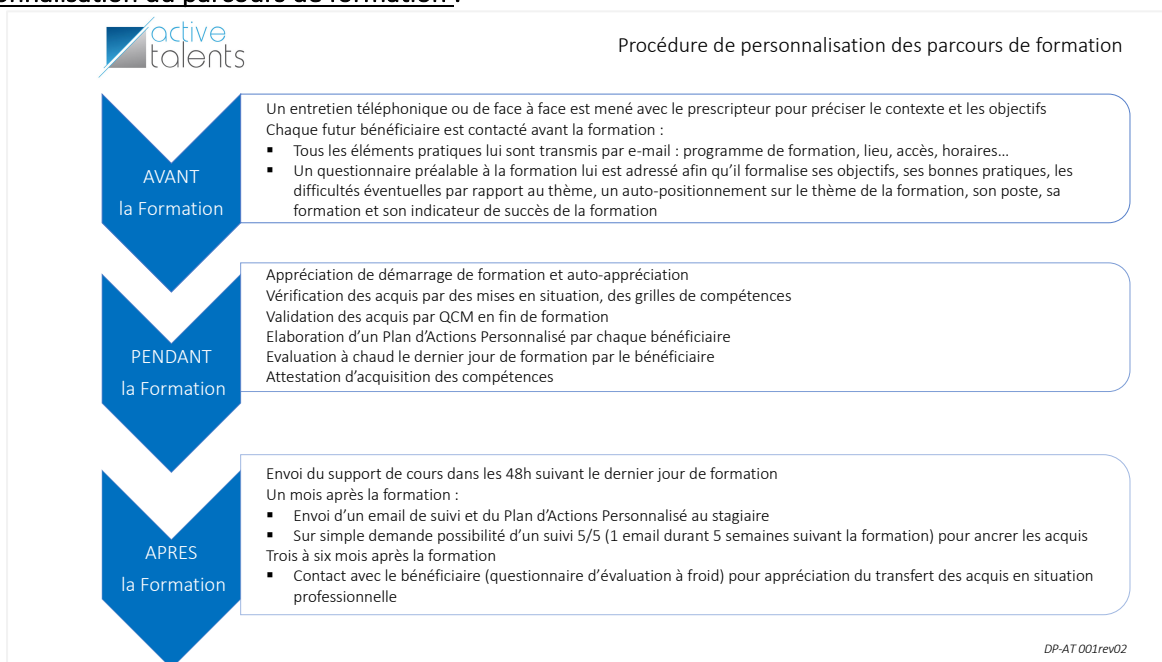 nnalisation du parcours de formation :
active
talents
Procédure de personnalisation des parcours de formation
AVANT
la Formation
Un entretien téléphonique ou de face à face est mené avec le prescripteur pour préciser le contexte et les objectifs
Chaque futur bénéficiaire est contacté avant la formation :
▪ Tous les éléments pratiques lui sont transmis par e-mail : programme de formation, lieu, accès, horaires…
▪ Un questionnaire préalable à la formation lui est adressé afin qu'il formalise ses objectifs, ses bonnes pratiques, les
difficultés éventuelles par rapport au thème, un auto-positionnement sur le thème de la formation, son poste, sa
formation et son indicateur de succès de la formation
PENDANT
la Formation
Appréciation de démarrage de formation et auto-appréciation
Vérification des acquis par des mises en situation, des grilles de compétences
Validation des acquis par QCM en fin de formation
Elaboration d'un Plan d'Actions Personnalisé par chaque bénéficiaire
Evaluation à chaud le dernier jour de formation par le bénéficiaire
Attestation d'acquisition des compétences
APRES
la Formation
Envoi du support de cours dans les 48h suivant le dernier jour de formation
Un mois après la formation :
▪ Envoi d'un email de suivi et du Plan d'Actions Personnalisé au stagiaire
▪ Sur simple demande possibilité d'un suivi 5/5 (1 email durant 5 semaines suivant la formation) pour ancrer les acquis
Trois à six mois après la formation
▪ Contact avec le bénéficiaire (questionnaire d'évaluation à froid) pour appréciation du transfert des acquis en situation
professionnelle
DP-AT 001rev02